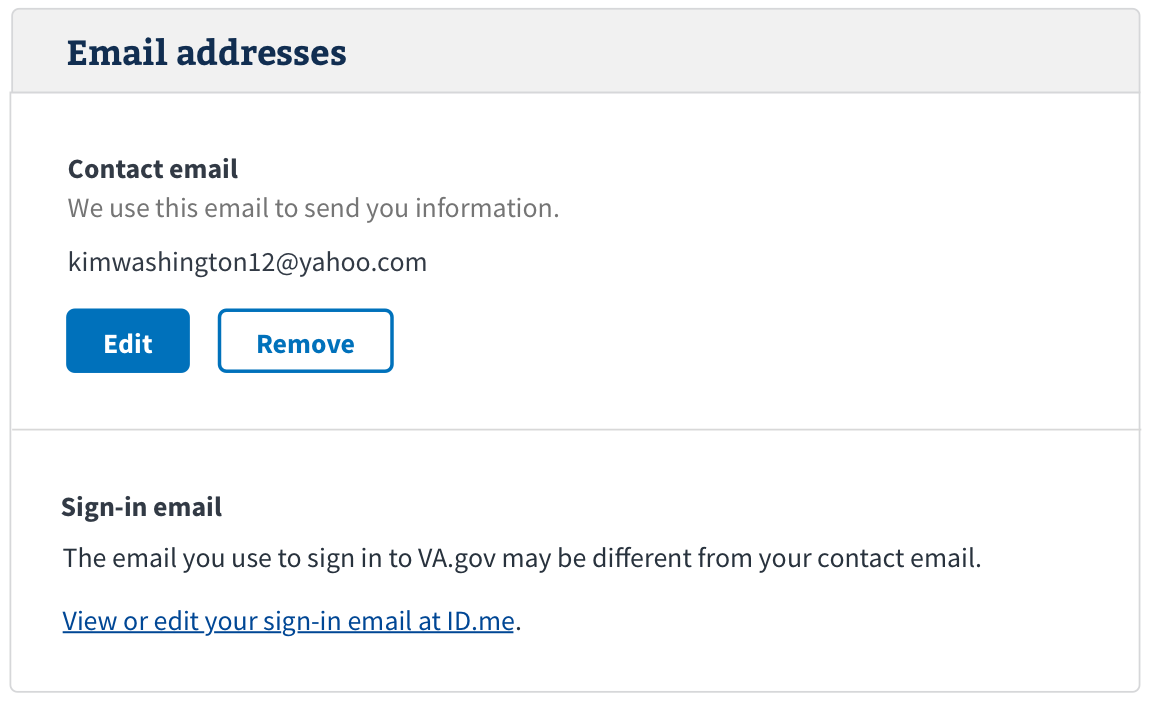 Email addresses
Contact email
We use this email to send you information.
kimwashington12@yahoo.com
Edit
Remove
Sign-in email
The email you use to sign in to VA.gov may be different from your contact email.
View or edit your sign-in email at ID.me.